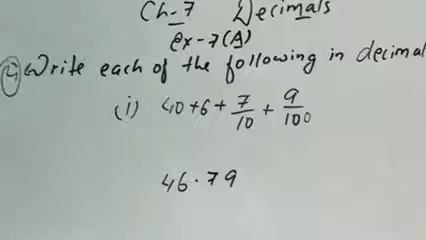 Ch-7 Decimals
ex-7(A)
4 Write each of the following in decimal
(i) 40+6+7/10+9/100
46.79